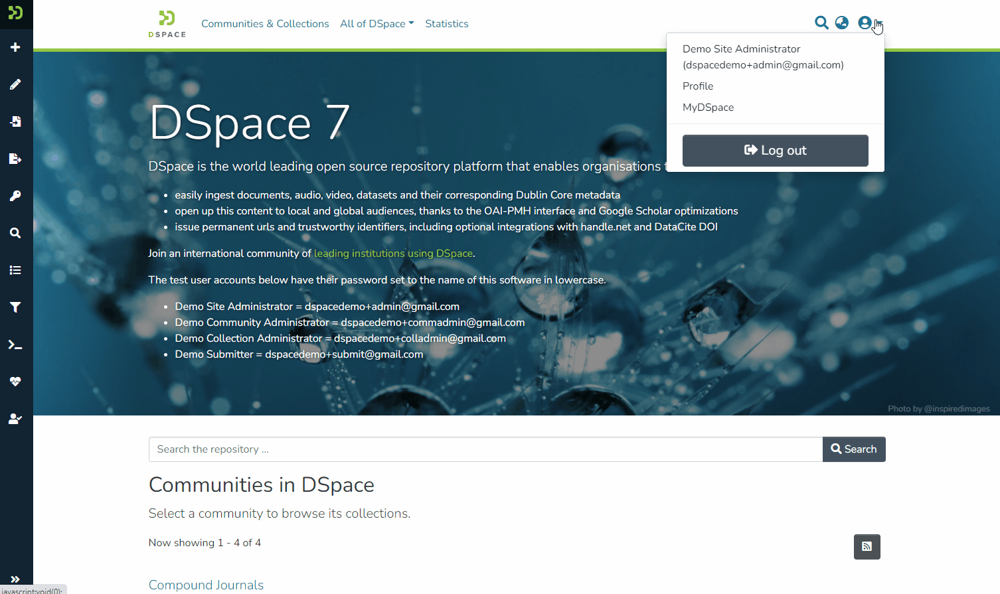 DSPACE
Communities & Collections
All of DSpace
Statistics
Demo Site Administrator
(dspacedemo+admin@gmail.com)
Profile
MyDSpace
Log out
DSpace 7
DSpace is the world leading open source repository platform that enables organisations
easily ingest documents, audio, video, datasets and their corresponding Dublin Core metadata
open up this content to local and global audiences, thanks to the OAI-PMH interface and Google Scholar optimizations
issue permanent urls and trustworthy identifiers, including optional integrations with handle.net and DataCite DOI
Join an international community of leading institutions using DSpace.
The test user accounts below have their password set to the name of this software in lowercase.
Demo Site Administrator = dspacedemo+admin@gmail.com
Demo Community Administrator = dspacedemo+commadmin@gmail.com
Demo Collection Administrator = dspacedemo+colladmin@gmail.com
Demo Submitter = dspacedemo+submit@gmail.com
Photo by @inspiredimages
Search the repository ...
Search
Communities in DSpace
Select a community to browse its collections.
Now showing 1 - 4 of 4
Compound Journals
javascript:void(0);